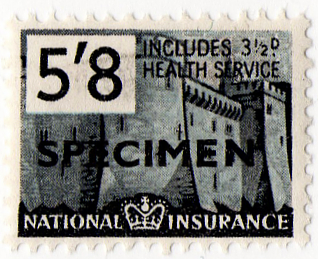 5'8
INCLUDES 3½D
HEALTH SERVICE
SPECIMEN
NATIONAL INSURANCE